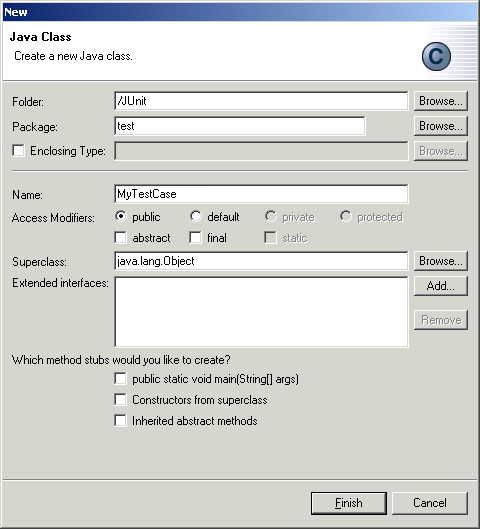 New
Java Class
Create a new Java class.
C
Folder: /JUnit Browse...
Package: test Browse...
Enclosing Type: Browse...
Name: MyTestCase
Access Modifiers: public default private protected
abstract final static
Superclass: java.lang.Object Browse...
Extended interfaces: Add...
Remove
Which method stubs would you like to create?
public static void main(String[] args)
Constructors from superclass
Inherited abstract methods
Finish Cancel